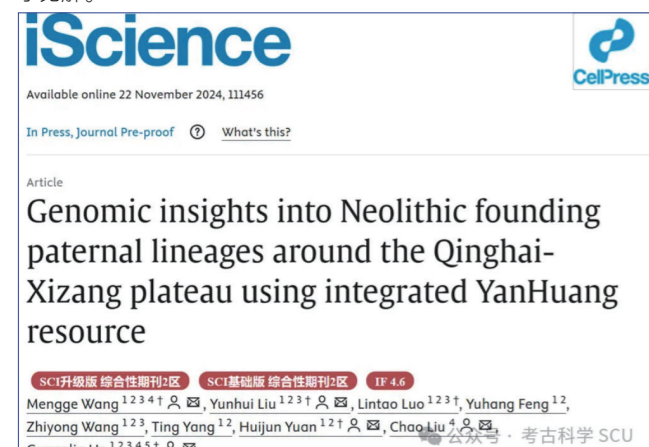 iScience
CellPress
Available online 22 November 2024, 111456
In Press, Journal Pre-proof ? What's this?
Article
Genomic insights into Neolithic founding
paternal lineages around the Qinghai-
Xizang plateau using integrated YanHuang
resource
SCI升级版 综合性期刊2区 SCI基础版 综合性期刊2区 IF 4.6
Mengge Wang 1 2 3 4 †, Yunhui Liu 1 2 3 †, Lintao Luo 1 2 3 †, Yuhang Feng 1 2,
Zhiyong Wang 1 2 3, Ting Yang 1 2, Huijun Yuan 1 2 †, Chao Liu 4,
公众号 · 考古科学 SCU